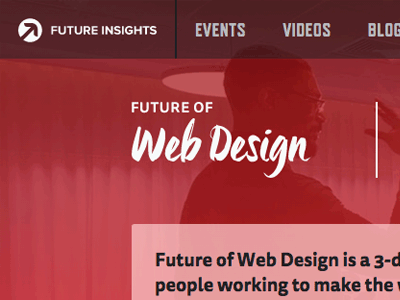 FUTURE INSIGHTS
EVENTS
VIDEOS
BLOG
FUTURE OF
Web Design
Future of Web Design is a 3-d
people working to make the